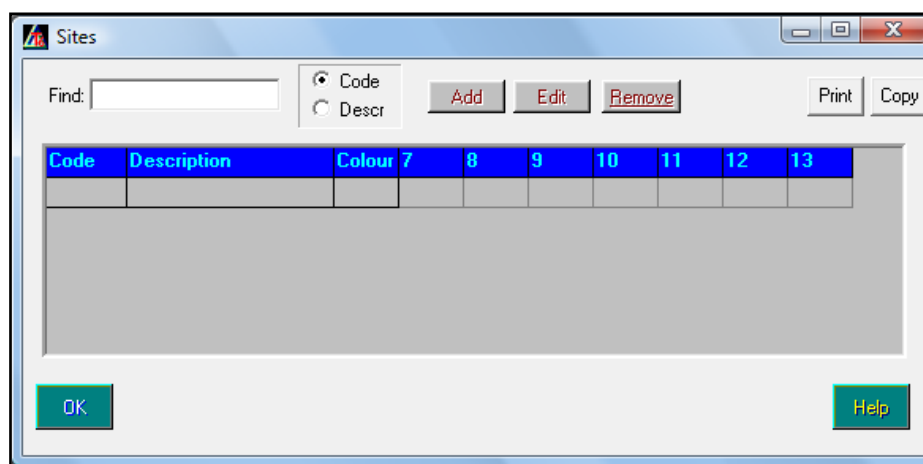 Sites
Find:
Code
Descr
Add Edit Remove
Print Copy
Code Description Colour 7 8 9 10 11 12 13
OK
Help